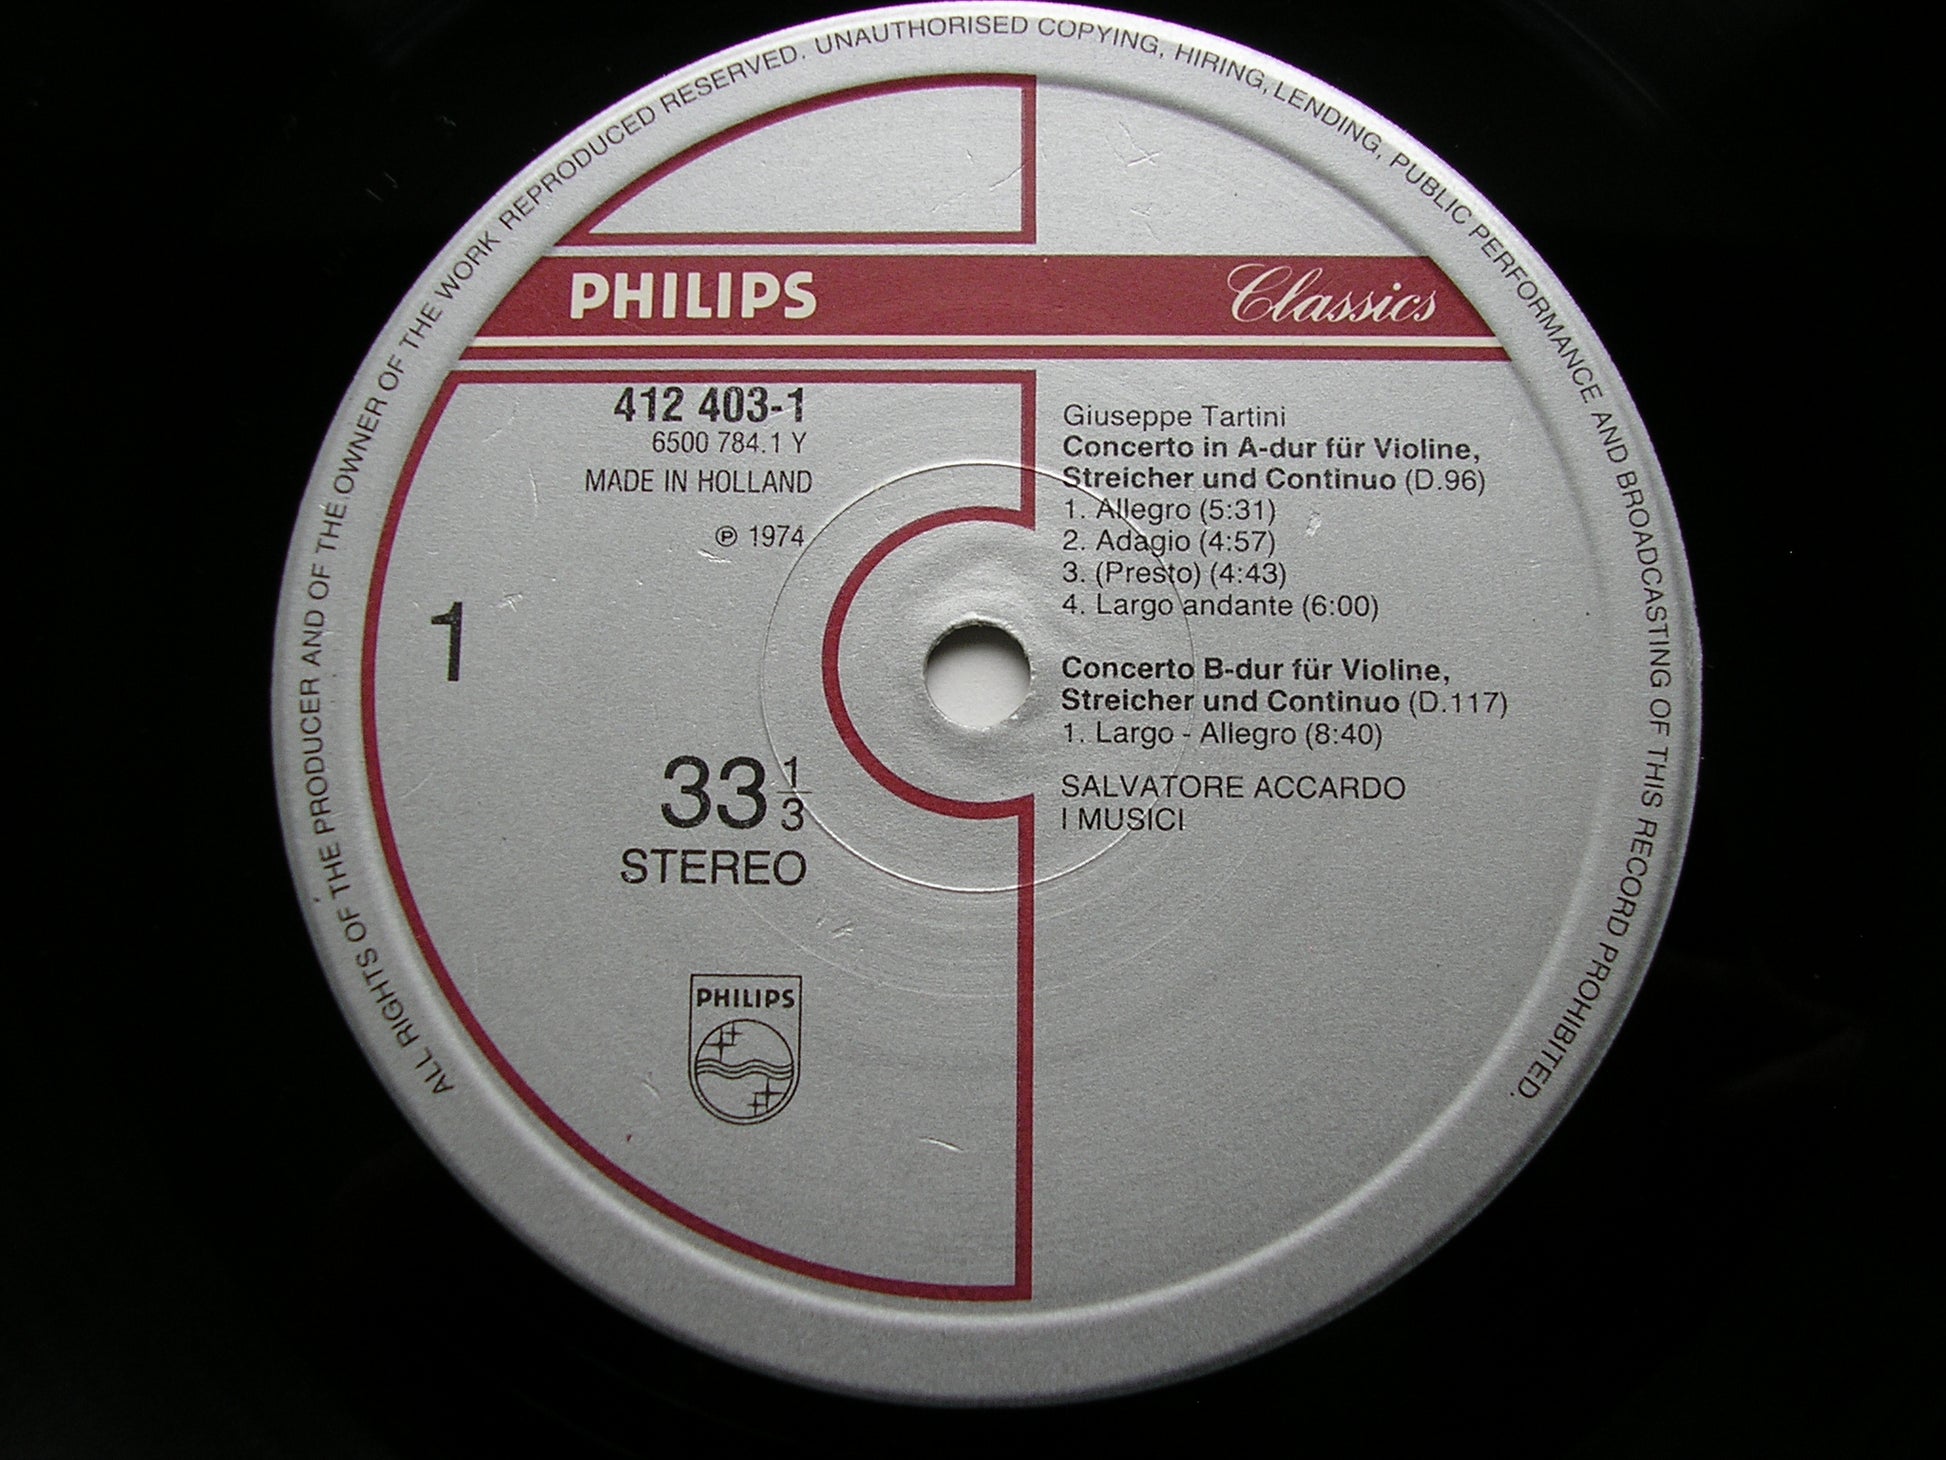 ALL RIGHTS OF THE PRODUCER AND OF THE OWNER OF THE WORK REPRODUCED RESERVED. UNAUTHORISED COPYING, HIRING, LENDING, PUBLIC PERFORMANCE AND BROADCASTING OF THIS RECORD PROHIBITED.
PHILIPS Classics
412 403-1
6500 784.1 Y
MADE IN HOLLAND
℗ 1974
1
33 1/3
STEREO
PHILIPS
Giuseppe Tartini
Concerto in A-dur für Violine,
Streicher und Continuo (D.96)
1. Allegro (5:31)
2. Adagio (4:57)
3. (Presto) (4:43)
4. Largo andante (6:00)
Concerto B-dur für Violine,
Streicher und Continuo (D.117)
1. Largo - Allegro (8:40)
SALVATORE ACCARDO
I MUSICI